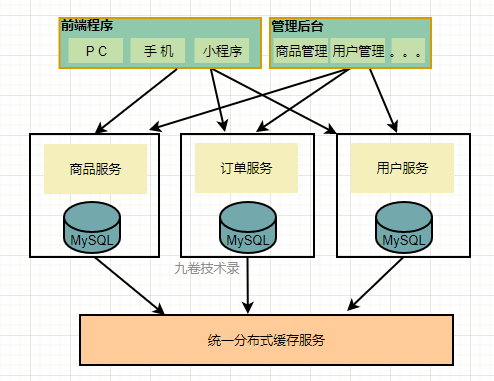 前端程序
管理后台
P C
手 机
小程序
商品管理
用户管理
。。。
商品服务
订单服务
用户服务
MySQL
MySQL
MySQL
九卷技术录
统一分布式缓存服务